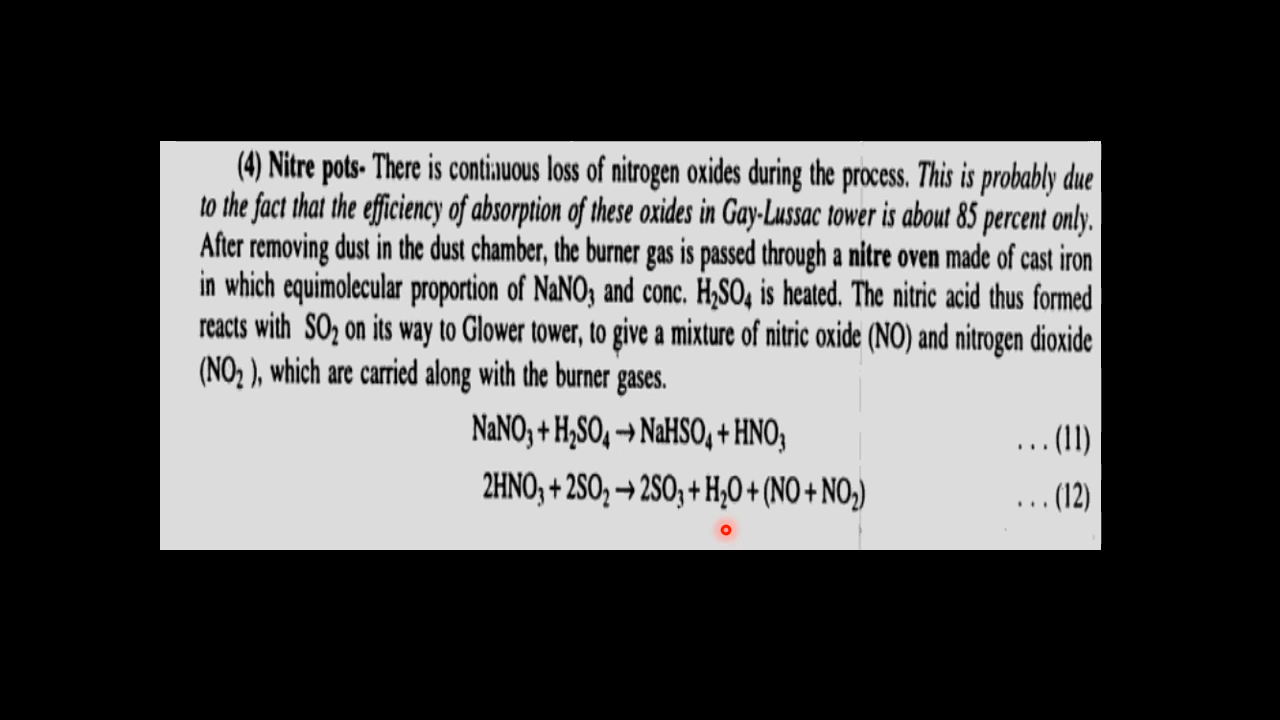 (4) Nitre pots- There is continuous loss of nitrogen oxides during the process. This is probably due
to the fact that the efficiency of absorption of these oxides in Gay-Lussac tower is about 85 percent only.
After removing dust in the dust chamber, the burner gas is passed through a nitre oven made of cast iron
in which equimolecular proportion of NaNO₃ and conc. H₂SO₄ is heated. The nitric acid thus formed
reacts with SO₂ on its way to Glower tower, to give a mixture of nitric oxide (NO) and nitrogen dioxide
(NO₂ ), which are carried along with the burner gases.
NaNO₃ + H₂SO₄ → NaHSO₄ + HNO₃ . . . (11)
2HNO₃ + 2SO₂ → 2SO₃ + H₂O + (NO + NO₂) . . . (12)